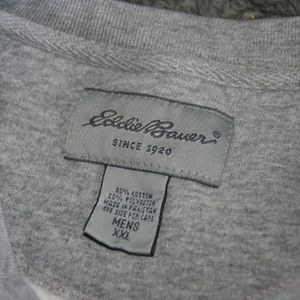 Eddie Bauer
SINCE 1920
80% COTTON
20% POLYESTER
MADE IN PAKISTAN
SEE SIDE FOR CARE
MENS
XXL